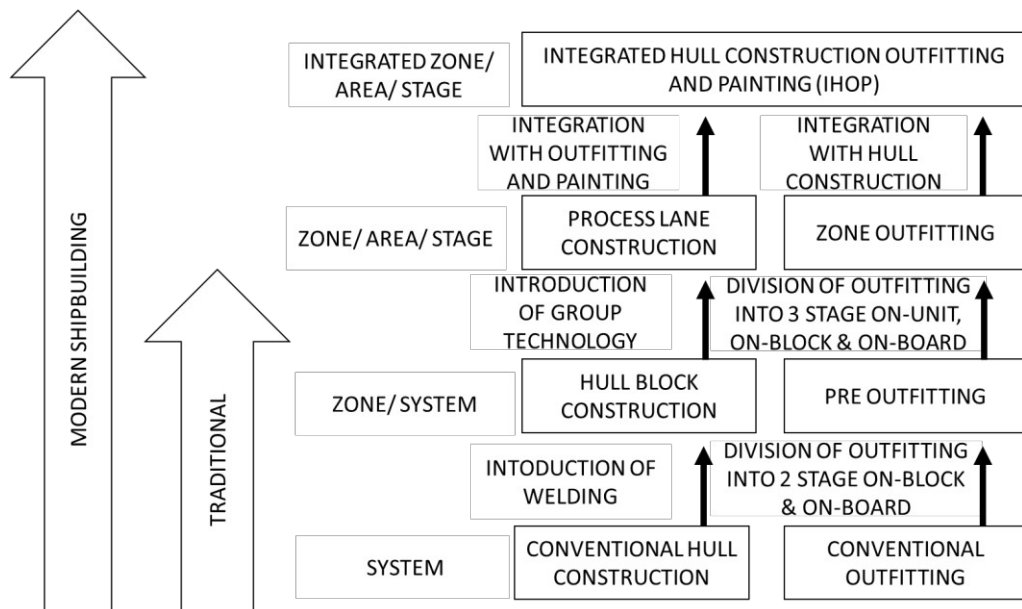 INTEGRATED ZONE/
AREA/ STAGE
INTEGRATED HULL CONSTRUCTION OUTFITTING
AND PAINTING (IHOP)
INTEGRATION
WITH OUTFITTING
AND PAINTING
INTEGRATION
WITH HULL
CONSTRUCTION
ZONE/ AREA/ STAGE
PROCESS LANE
CONSTRUCTION
ZONE OUTFITTING
INTRODUCTION
OF GROUP
TECHNOLOGY
DIVISION OF OUTFITTING
INTO 3 STAGE ON-UNIT,
ON-BLOCK & ON-BOARD
ZONE/ SYSTEM
HULL BLOCK
CONSTRUCTION
PRE OUTFITTING
INTODUCTION OF
WELDING
DIVISION OF OUTFITTING
INTO 2 STAGE ON-BLOCK
& ON-BOARD
SYSTEM
CONVENTIONAL HULL
CONSTRUCTION
CONVENTIONAL
OUTFITTING
MODERN SHIPBUILDING
TRADITIONAL